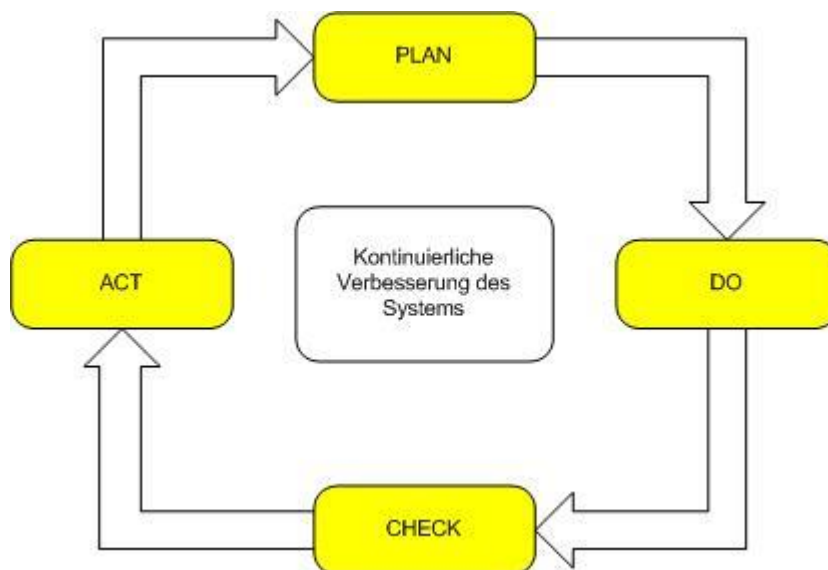 PLAN
ACT
Kontinuierliche
Verbesserung des
Systems
DO
CHECK